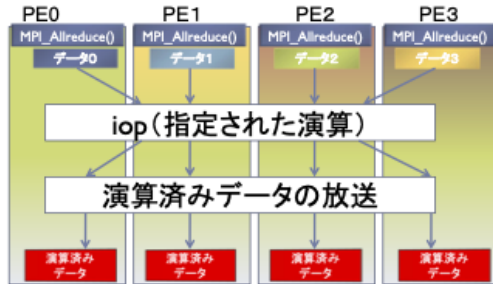 PE0 PE1 PE2 PE3
MPI_Allreduce() MPI_Allreduce() MPI_Allreduce() MPI_Allreduce()
データ0 データ1 データ2 データ3
iop(指定された演算)
演算済みデータの放送
演算済み 演算済み 演算済み 演算済み
データ データ データ データ